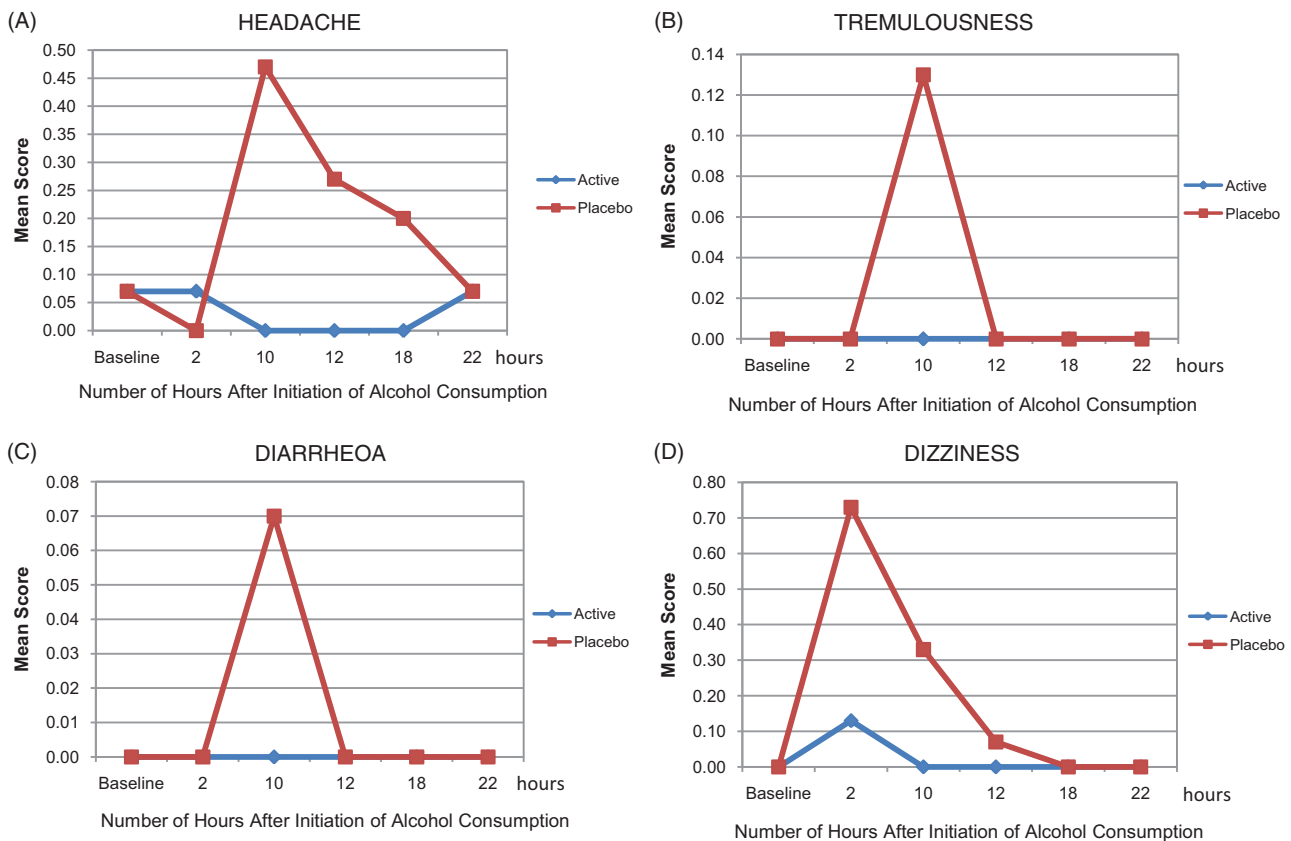 (A)
HEADACHE
0.50
0.45
0.40
0.35
0.30
0.25
0.20
0.15
0.10
0.05
0.00
Mean Score
Baseline 2 10 12 18 22 hours
Number of Hours After Initiation of Alcohol Consumption
Active
Placebo
(B)
TREMULOUSNESS
0.14
0.12
0.10
0.08
0.06
0.04
0.02
0.00
Mean Score
Baseline 2 10 12 18 22 hours
Number of Hours After Initiation of Alcohol Consumption
Active
Placebo
(C)
DIARRHEOA
0.08
0.07
0.06
0.05
0.04
0.03
0.02
0.01
0.00
Mean Score
Baseline 2 10 12 18 22 hours
Number of Hours After Initiation of Alcohol Consumption
Active
Placebo
(D)
DIZZINESS
0.80
0.70
0.60
0.50
0.40
0.30
0.20
0.10
0.00
Mean Score
Baseline 2 10 12 18 22 hours
Number of Hours After Initiation of Alcohol Consumption
Active
Placebo